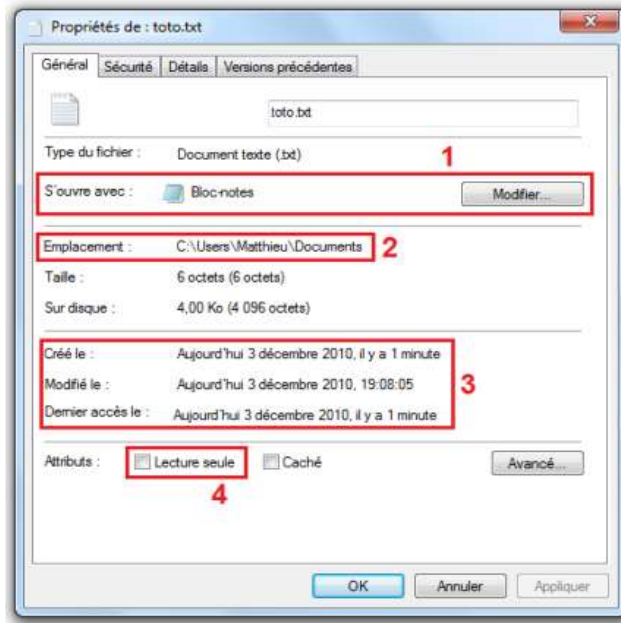 Propriétés de : toto.txt
Général Sécurité Détails Versions précédentes
toto.txt
Type du fichier : Document texte (.txt)
1
S'ouvre avec : Bloc-notes Modifier...
Emplacement : C:\Users\Matthieu\Documents 2
Taille : 6 octets (6 octets)
Sur disque : 4,00 Ko (4 096 octets)
Créé le : Aujourd'hui 3 décembre 2010, il y a 1 minute
Modifié le : Aujourd'hui 3 décembre 2010, 19:08:05
3
Dernier accès le : Aujourd'hui 3 décembre 2010, il y a 1 minute
Attributs : Lecture seule Caché Avancé...
4
OK Annuler Appliquer